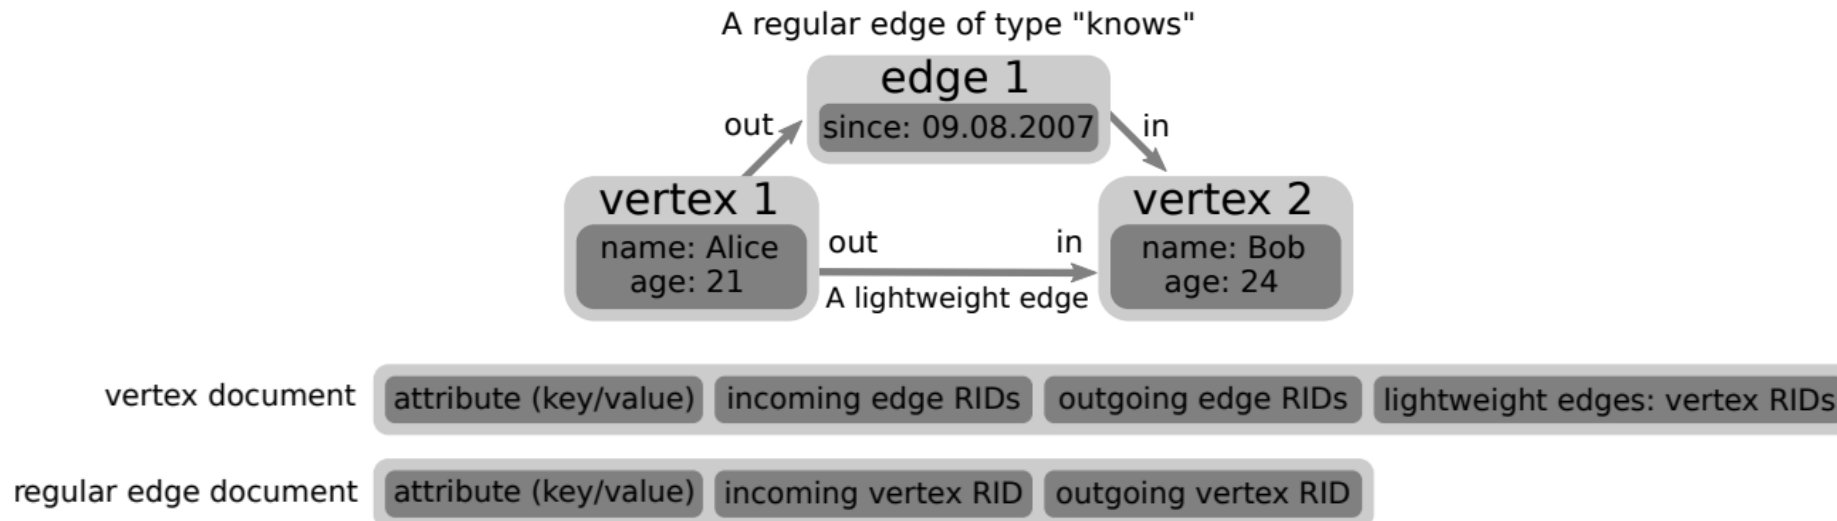 A regular edge of type "knows"
edge 1
since: 09.08.2007
out
in
vertex 1
name: Alice
age: 21
out
in
A lightweight edge
vertex 2
name: Bob
age: 24
vertex document
attribute (key/value)
incoming edge RIDs
outgoing edge RIDs
lightweight edges: vertex RIDs
regular edge document
attribute (key/value)
incoming vertex RID
outgoing vertex RID